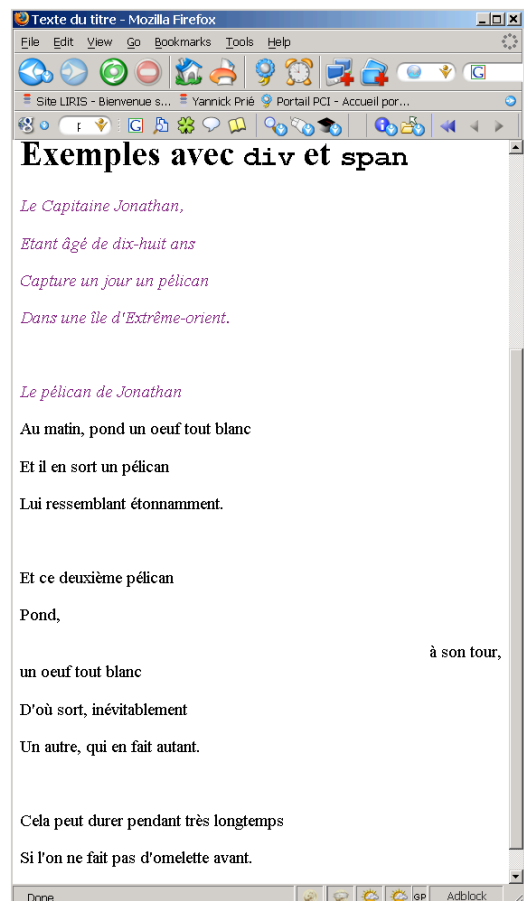 Texte du titre - Mozilla Firefox
File Edit View Go Bookmarks Tools Help
G
Site LIRIS - Bienvenue s... Yannick Prié Portail PCI - Accueil por...
G
Exemples avec div et span
Le Capitaine Jonathan,
Etant âgé de dix-huit ans
Capture un jour un pélican
Dans une île d'Extrême-orient.
Le pélican de Jonathan
Au matin, pond un oeuf tout blanc
Et il en sort un pélican
Lui ressemblant étonnamment.
Et ce deuxième pélican
Pond,
à son tour,
un oeuf tout blanc
D'où sort, inévitablement
Un autre, qui en fait autant.
Cela peut durer pendant très longtemps
Si l'on ne fait pas d'omelette avant.
Done GP Adblock